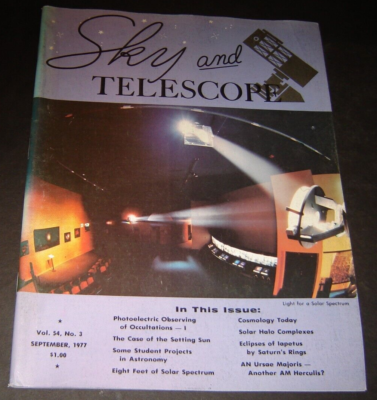 Sky and
TELESCOPE
Light for a Solar Spectrum
In This Issue:
★
Vol. 54, No. 3
SEPTEMBER, 1977
$1.00
★
Photoelectric Observing
of Occultations — 1
The Case of the Setting Sun
Some Student Projects
in Astronomy
Eight Feet of Solar Spectrum
Cosmology Today
Solar Halo Complexes
Eclipses of Iapetus
by Saturn's Rings
AN Ursae Majoris —
Another AM Herculis?